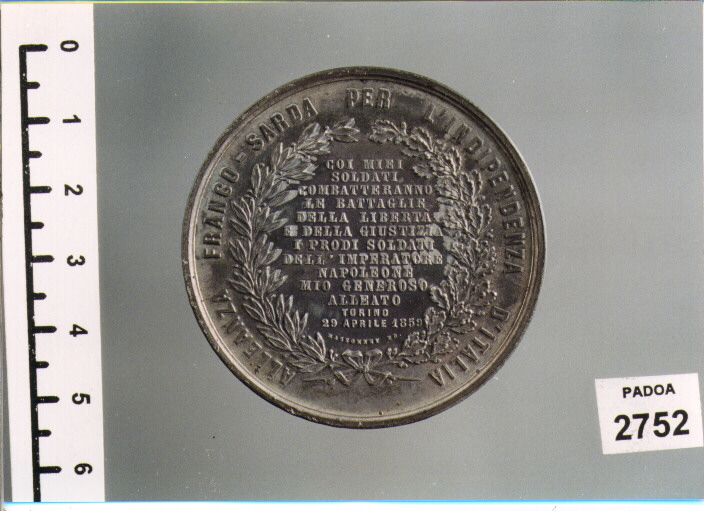 ALLEANZA FRANCO-SARDA PER L'INDIPENDENZA D'ITALIA
COI MIEI
SOLDATI
COMBATTERANNO
LE BATTAGLIE
DELLA LIBERTA
E DELLA GIUSTIZIA
I PRODI SOLDATI
DELL'IMPERATORE
NAPOLEONE
MIO GENEROSO
ALLEATO
TORINO
29 APRILE 1859
0
1
2
3
4
5
6
PADOA
2752